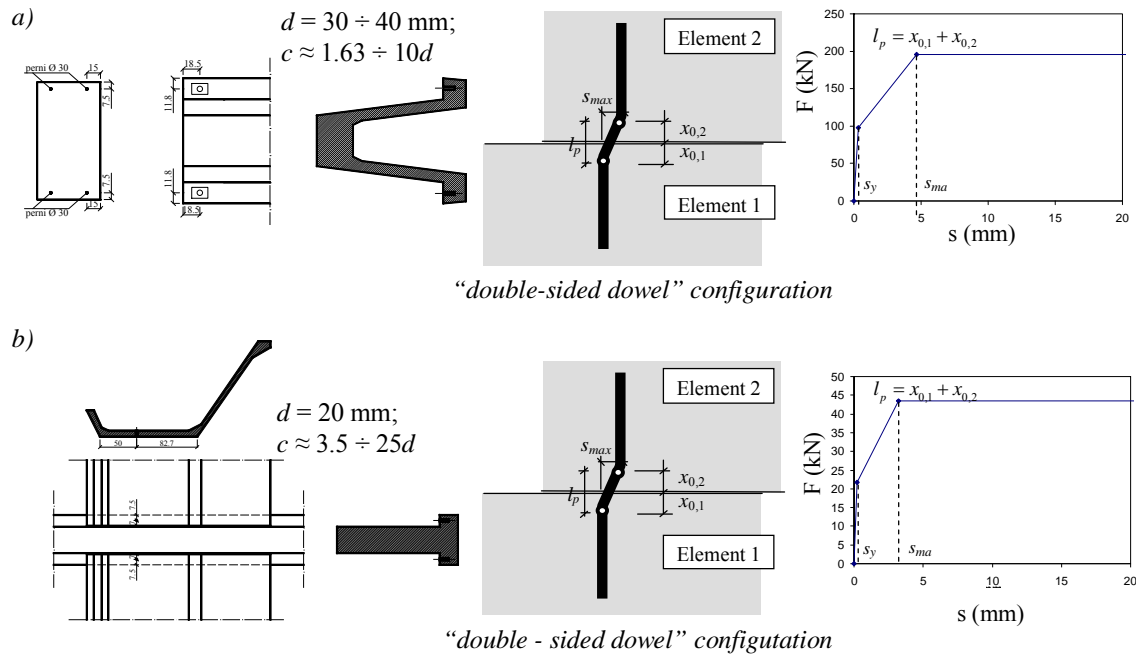 a)
d = 30 ÷ 40 mm;
c ≈ 1.63 ÷ 10d
perni Ø 30
15
7.5
7.5
perni Ø 30
15
18.5
11.8
11.8
18.5
Element 2
s_max
x_0,2
l_p
x_0,1
Element 1
"double-sided dowel" configuration
F (kN)
250
200
150
100
50
0
l_p = x_0,1 + x_0,2
s_y
s_ma
0
5
10
15
20
s (mm)
b)
50
82.7
d = 20 mm;
c ≈ 3.5 ÷ 25d
7.5
7.5
Element 2
s_max
x_0,2
l_p
x_0,1
Element 1
"double - sided dowel" configutation
F (kN)
50
45
40
35
30
25
20
15
10
5
0
l_p = x_0,1 + x_0,2
s_y
s_ma
0
5
10
15
20
s (mm)